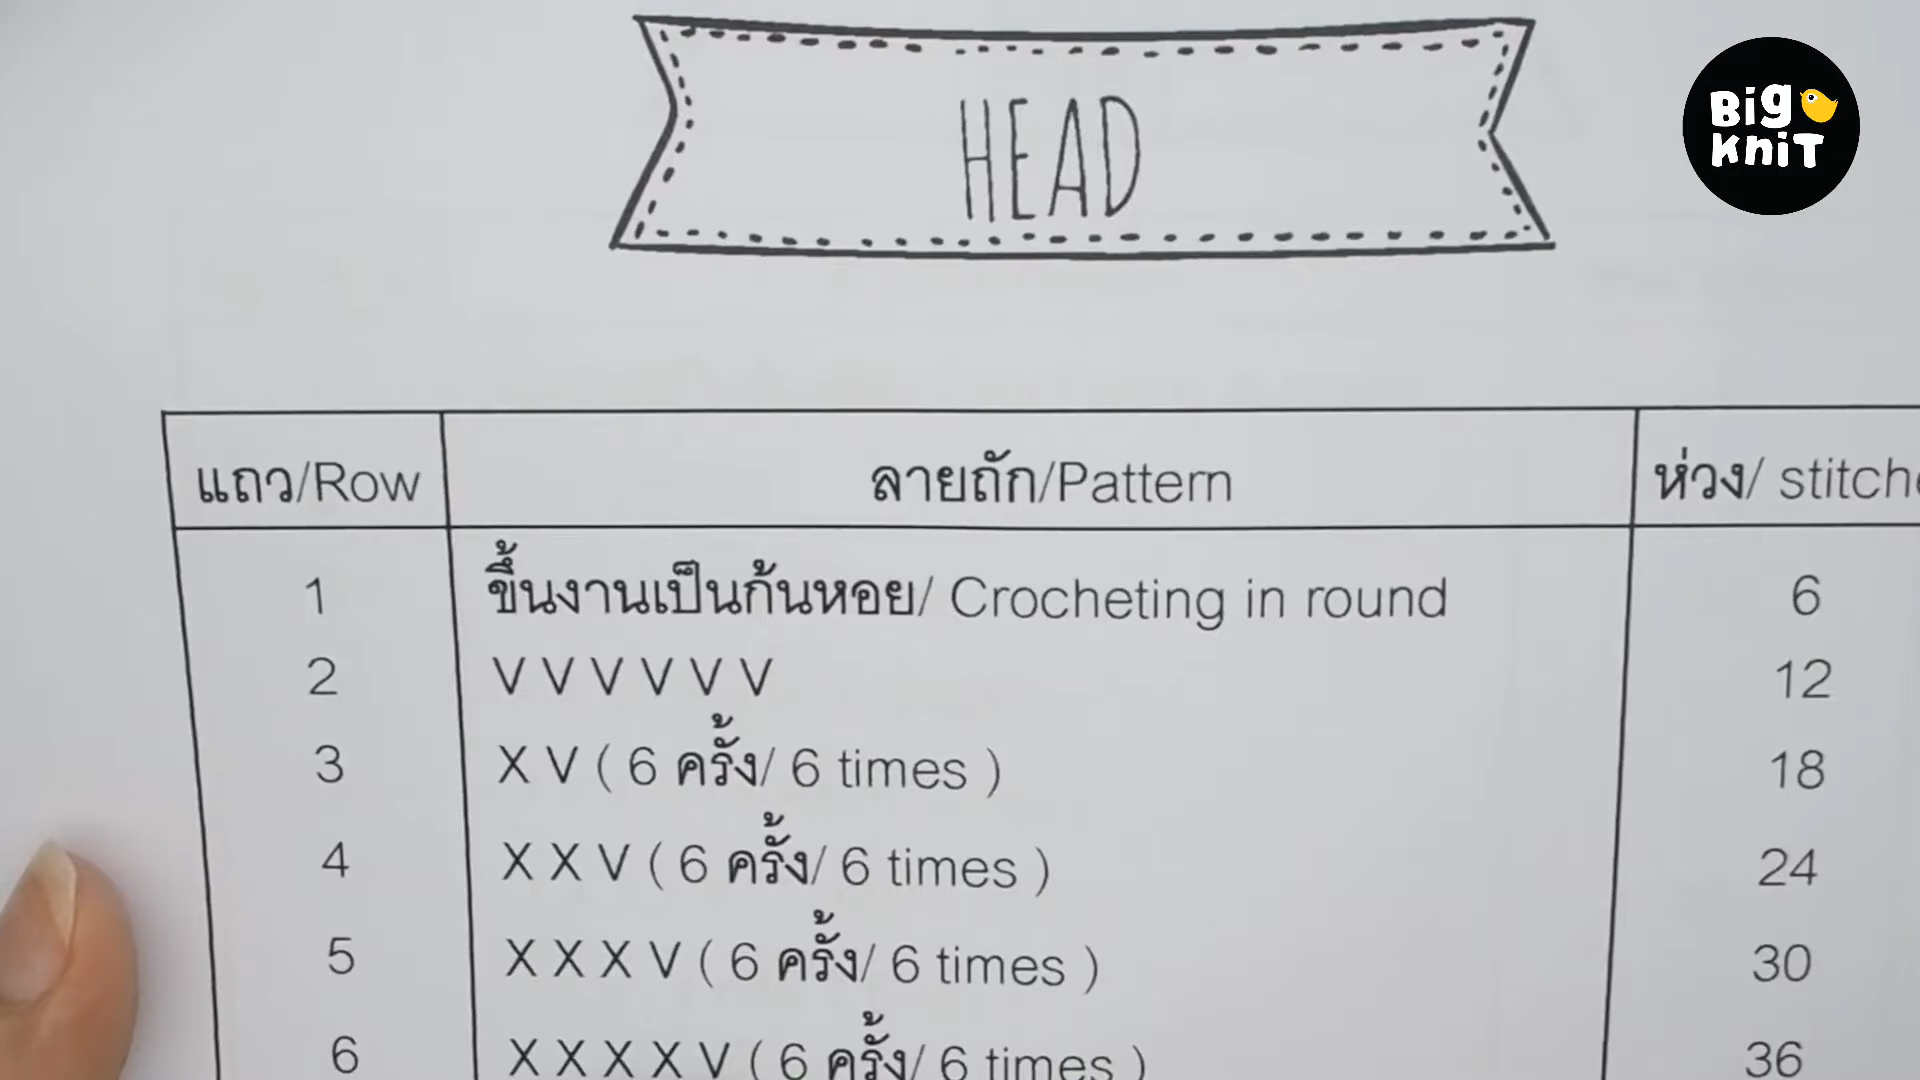 HEAD
Big
kniT
แถว/Row ลายถัก/Pattern ห่วง/
1 ขึ้นงานเป็นก้นหอย/ Crocheting in round 6
2 V V V V V V 12
3 X V ( 6 ครั้ง/ 6 times ) 18
4 X X V ( 6 ครั้ง/ 6 times ) 24
5 X X X V ( 6 ครั้ง/ 6 times ) 30
6 X X X X V ( 6 ครั้ง/ 6 times ) 36